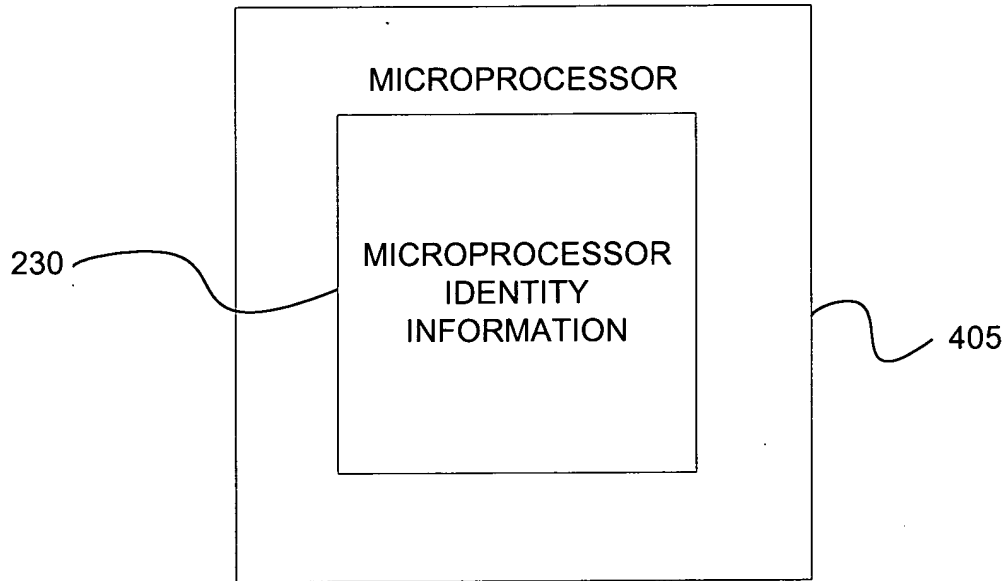 MICROPROCESSOR
MICROPROCESSOR
IDENTITY
INFORMATION
230
405